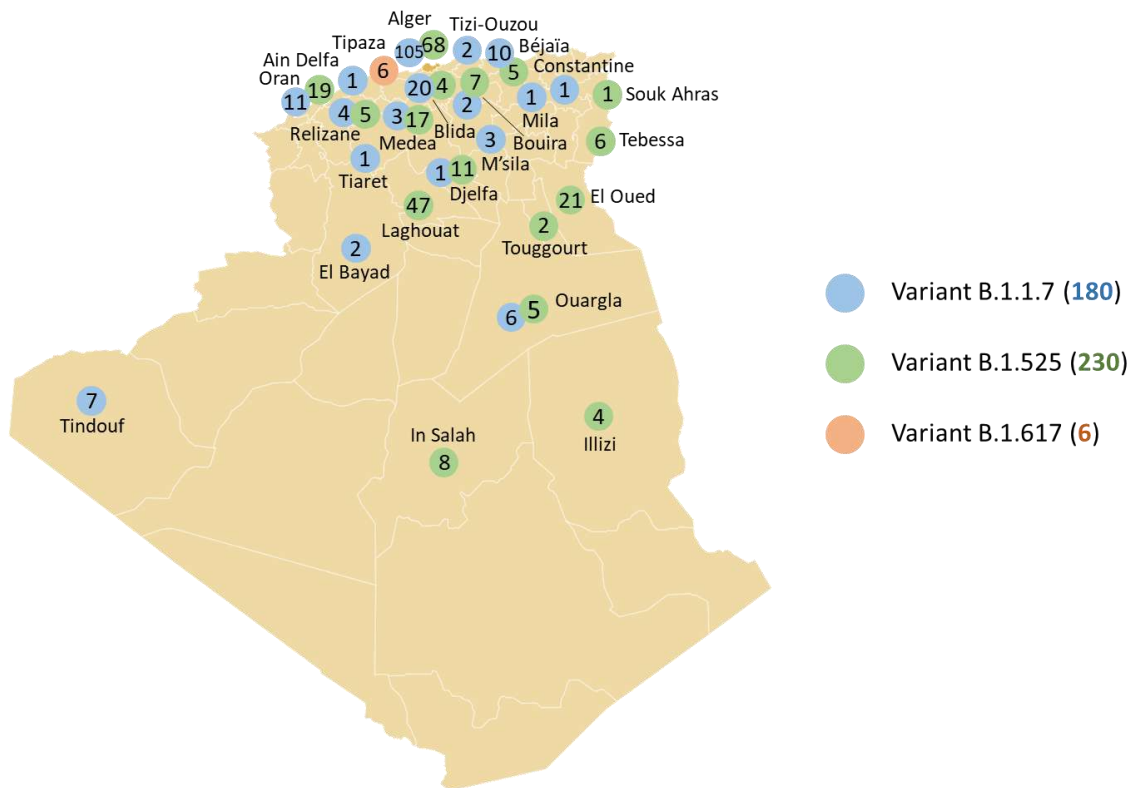 Alger
Tizi-Ouzou
Tipaza
105
68
2
10
Béjaïa
Ain Delfa
6
5
Constantine
Oran
19
1
20
4
7
1
1
1
Souk Ahras
11
4
5
3
17
2
Mila
Relizane
Medea
Blida
3
Bouira
6
Tebessa
1
Tiaret
1
11
M'sila
Djelfa
47
21
El Oued
Laghouat
2
Touggourt
2
El Bayad
6
5
Ouargla
Variant B.1.1.7 (180)
Variant B.1.525 (230)
Variant B.1.617 (6)
7
Tindouf
4
Illizi
In Salah
8